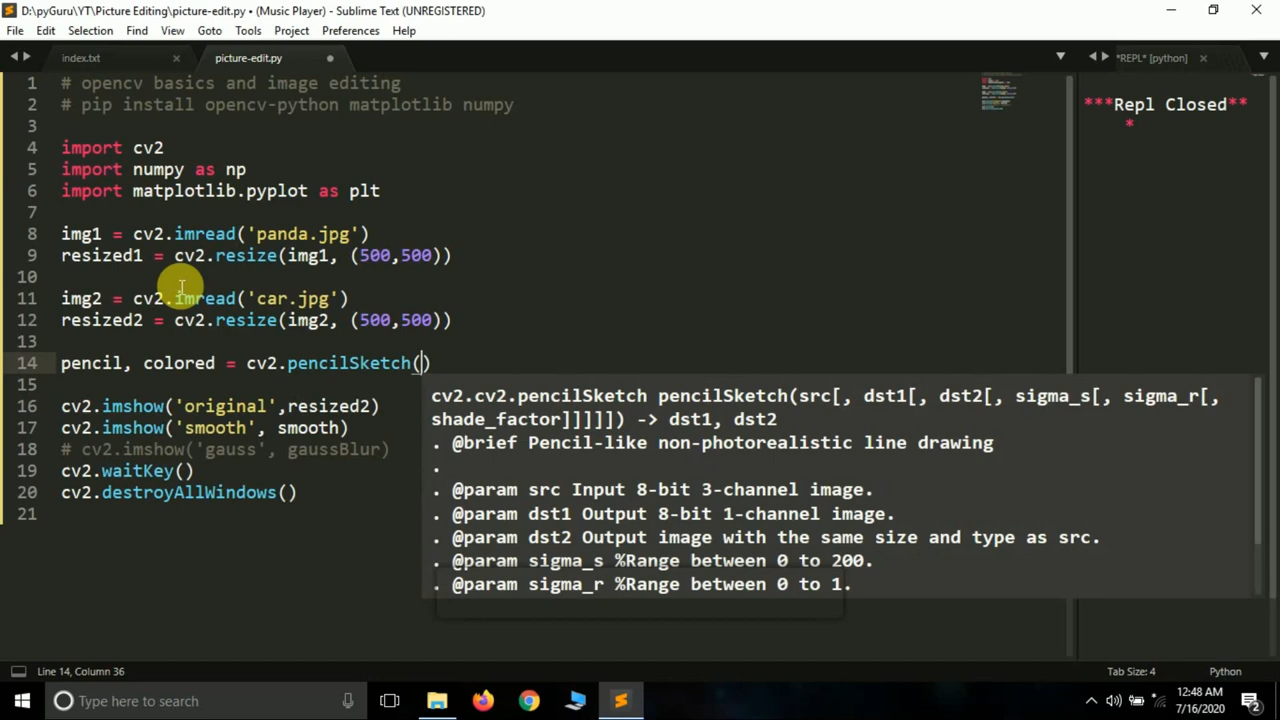 D:\pyGuru\YT\Picture Editing\picture-edit.py • (Music Player) - Sublime Text (UNREGISTERED)
File Edit Selection Find View Goto Tools Project Preferences Help
index.txt picture-edit.py *REPL* [python]
1 # opencv basics and image editing
2 # pip install opencv-python matplotlib numpy
3
4 import cv2
5 import numpy as np
6 import matplotlib.pyplot as plt
7
8 img1 = cv2.imread('panda.jpg')
9 resized1 = cv2.resize(img1, (500,500))
10
11 img2 = cv2.imread('car.jpg')
12 resized2 = cv2.resize(img2, (500,500))
13
14 pencil, colored = cv2.pencilSketch()
15
16 cv2.imshow('original',resized2)
17 cv2.imshow('smooth', smooth)
18 # cv2.imshow('gauss', gaussBlur)
19 cv2.waitKey()
20 cv2.destroyAllWindows()
21
cv2.cv2.pencilSketch pencilSketch(src[, dst1[, dst2[, sigma_s[, sigma_r[,
shade_factor]]]]]) -> dst1, dst2
. @brief Pencil-like non-photorealistic line drawing
.
. @param src Input 8-bit 3-channel image.
. @param dst1 Output 8-bit 1-channel image.
. @param dst2 Output image with the same size and type as src.
. @param sigma_s %Range between 0 to 200.
. @param sigma_r %Range between 0 to 1.
***Repl Closed**
*
Line 14, Column 36 Tab Size: 4 Python
Type here to search
12:48 AM
7/16/2020
2